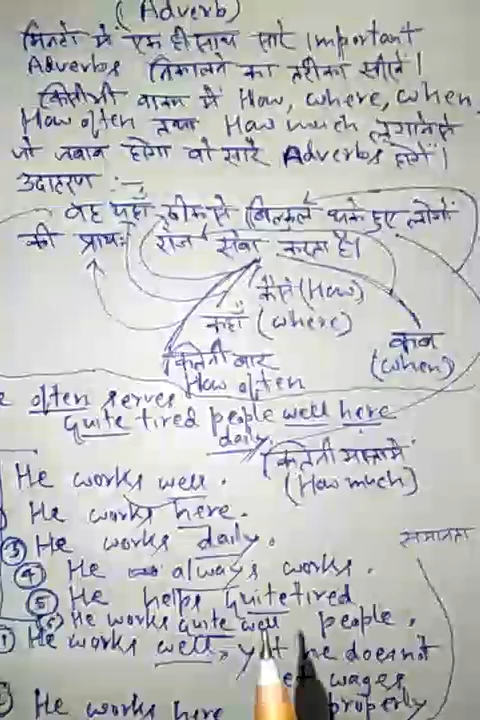 ( Adverb)
मिनटों में एक ही साथ सारे Important
Adverbs निकालने का तरीका सीखें।
किसीभी वाक्य में How, where, when,
How often तथा How much लगानेसे
जो जवाब होगा वो सारे Adverbs होंगे।
उदाहरण :-
वह यहाँ ठीकसे बिल्कुल थके हुए लोगों
की प्रायः रोज सेवा करता है।
कैसे (How)
कहाँ (where)
कब
(when)
कितनी बार
How often
often serves
quite tired people well here
daily
(कितनी मात्रा में
(How much)
He works well.
He works here.
③ He works daily.
④ He always works.
⑤ He helps quite tired
people.
He works quite well
He works well, yet he doesn't
wages
properly
He works here
समानता